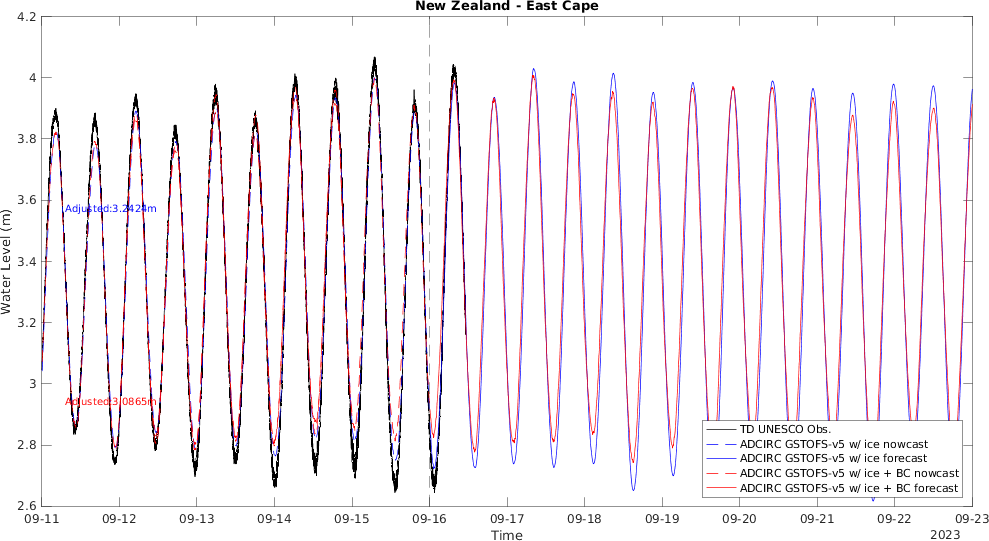 New Zealand - East Cape
4.2
4
3.8
3.6
3.4
3.2
3
2.8
2.6
Water Level (m)
Adjusted:3.2424m
Adjusted:3.0865m
TD UNESCO Obs.
ADCIRC GSTOFS-v5 w/ ice nowcast
ADCIRC GSTOFS-v5 w/ ice forecast
ADCIRC GSTOFS-v5 w/ ice + BC nowcast
ADCIRC GSTOFS-v5 w/ ice + BC forecast
09-11 09-12 09-13 09-14 09-15 09-16 09-17 09-18 09-19 09-20 09-21 09-22 09-23
Time
2023